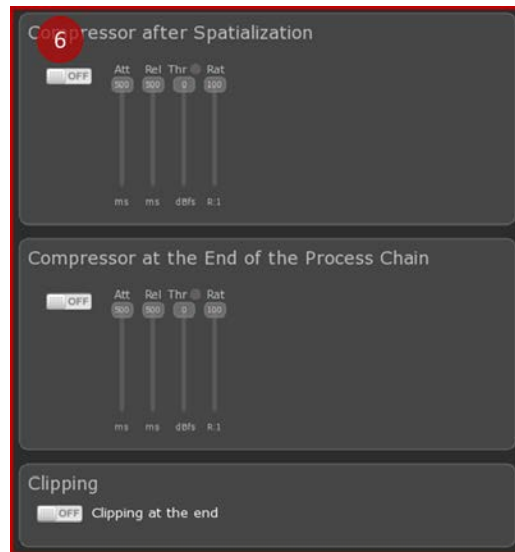 Compressor after Spatialization
6
OFF
Att Rel Thr Rat
500 500 0 100
ms ms dBfs R:1
Compressor at the End of the Process Chain
OFF
Att Rel Thr Rat
500 500 0 100
ms ms dBfs R:1
Clipping
OFF Clipping at the end